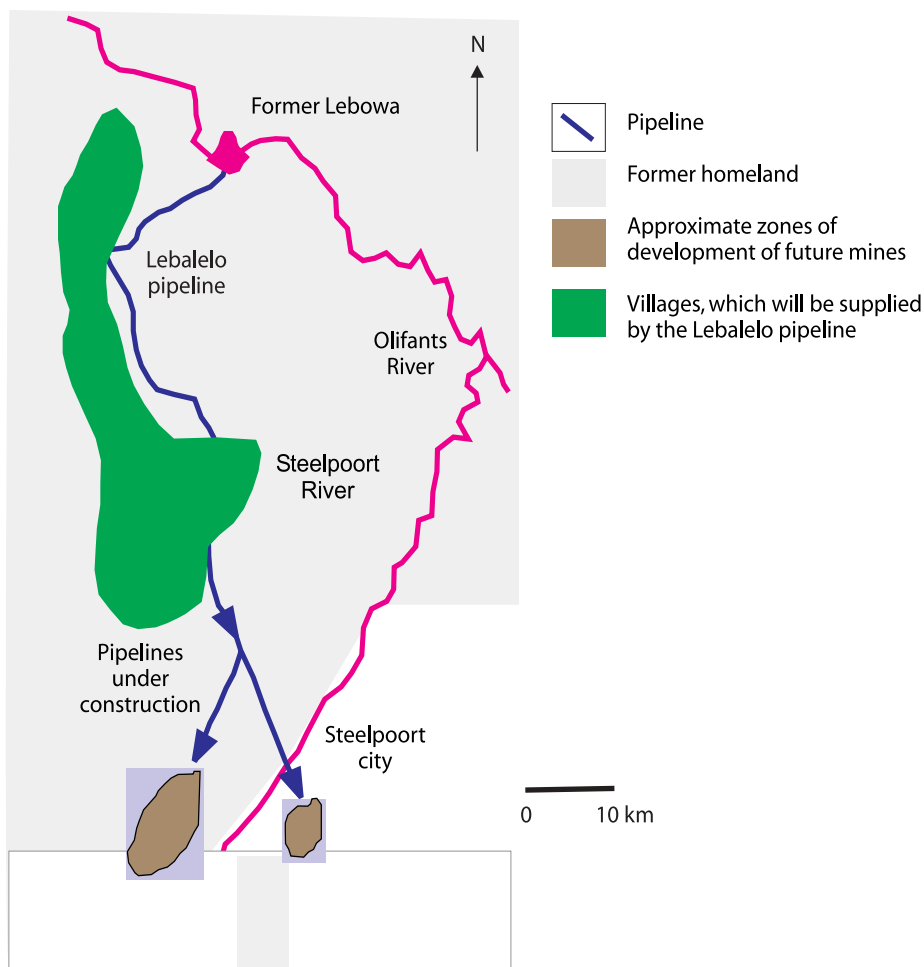 N
Former Lebowa
Lebalelo
pipeline
Olifants
River
Steelpoort
River
Pipelines
under
construction
Steelpoort
city
Pipeline
Former homeland
Approximate zones of
development of future mines
Villages, which will be supplied
by the Lebalelo pipeline
0 10 km